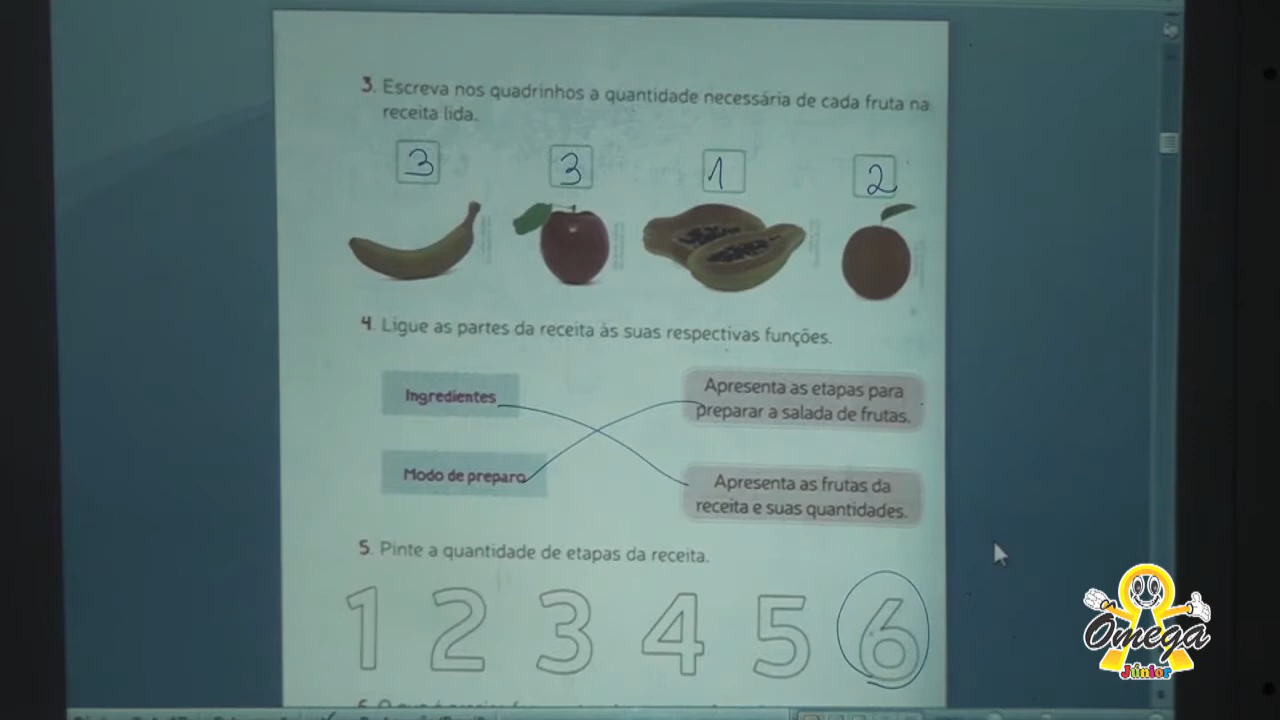 3. Escreva nos quadrinhos a quantidade necessária de cada fruta na
receita lida.
3 3 1 2
4. Ligue as partes da receita às suas respectivas funções.
Ingredientes
Apresenta as etapas para
preparar a salada de frutas.
Modo de preparo
Apresenta as frutas da
receita e suas quantidades.
5. Pinte a quantidade de etapas da receita.
1 2 3 4 5 6
Ômega
Júnior